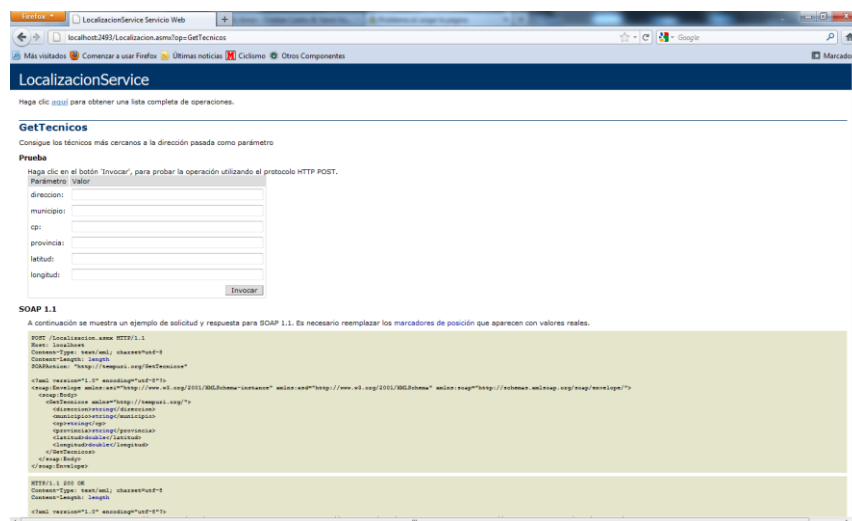 Firefox
LocalizacionService Servicio Web
+
localhost:2493/Localizacion.asmx?op=GetTecnicos
Google
Más visitados Comenzar a usar Firefox Últimas noticias Ciclismo Otros Componentes
Marcado
LocalizacionService
Haga clic aquí para obtener una lista completa de operaciones.
GetTecnicos
Consigue los técnicos más cercanos a la dirección pasada como parámetro
Prueba
Haga clic en el botón 'Invocar', para probar la operación utilizando el protocolo HTTP POST.
Parámetro Valor
direccion:
municipio:
cp:
provincia:
latitud:
longitud:
Invocar
SOAP 1.1
A continuación se muestra un ejemplo de solicitud y respuesta para SOAP 1.1. Es necesario reemplazar los marcadores de posición que aparecen con valores reales.
POST /Localizacion.asmx HTTP/1.1
Host: localhost
Content-Type: text/xml; charset=utf-8
Content-Length: length
SOAPAction: "http://tempuri.org/GetTecnicos"
<?xml version="1.0" encoding="utf-8"?>
<soap:Envelope xmlns:xsi="http://www.w3.org/2001/XMLSchema-instance" xmlns:xsd="http://www.w3.org/2001/XMLSchema" xmlns:soap="http://schemas.xmlsoap.org/soap/envelope/">
<soap:Body>
<GetTecnicos xmlns="http://tempuri.org/">
<direccion>string</direccion>
<municipio>string</municipio>
<cp>string</cp>
<provincia>string</provincia>
<latitud>double</latitud>
<longitud>double</longitud>
</GetTecnicos>
</soap:Body>
</soap:Envelope>
HTTP/1.1 200 OK
Content-Type: text/xml; charset=utf-8
Content-Length: length
<?xml version="1.0" encoding="utf-8"?>